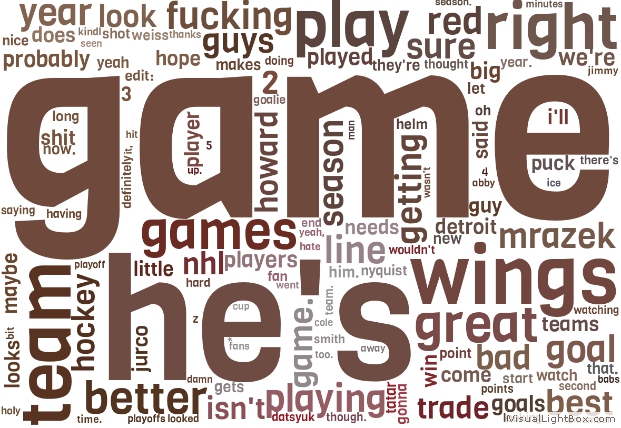 year look fucking play red right season. minutes
nice does kindl seen shot weiss thanks guys sure we're
probably yeah hope makes doing played they're thought big year. jimmy
edit: 2 goalie let
game
3 long shit now. hit definitely it, player up. 5 howard season man helm getting wasn't said oh 4 abby i'll puck there's ice
saying having guy
games end yeah, hate needs detroit new mrazek
line wouldn't
maybe team hockey playoff little nhl players fan went him. nyquist wings
hard
he's
looks bit jurco z cup * fans game. team. cole smith too. away great teams watching
win point bad goal that.
damn come start watch second babs
holy better gets isn't playing tatar gonna trade points goals best
time. playoffs looked datsyuk though.
VisualLightBox.com